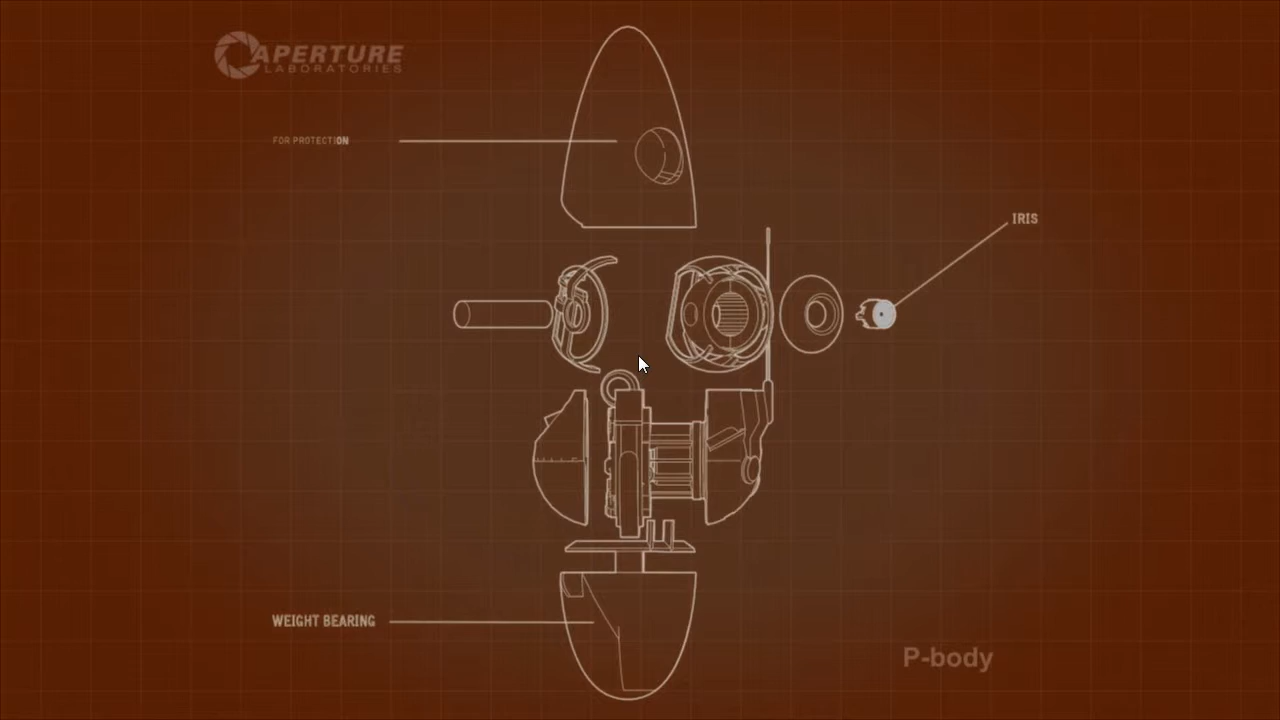 APERTURE
LABORATORIES
FOR PROTECTION
IRIS
WEIGHT BEARING
P-body